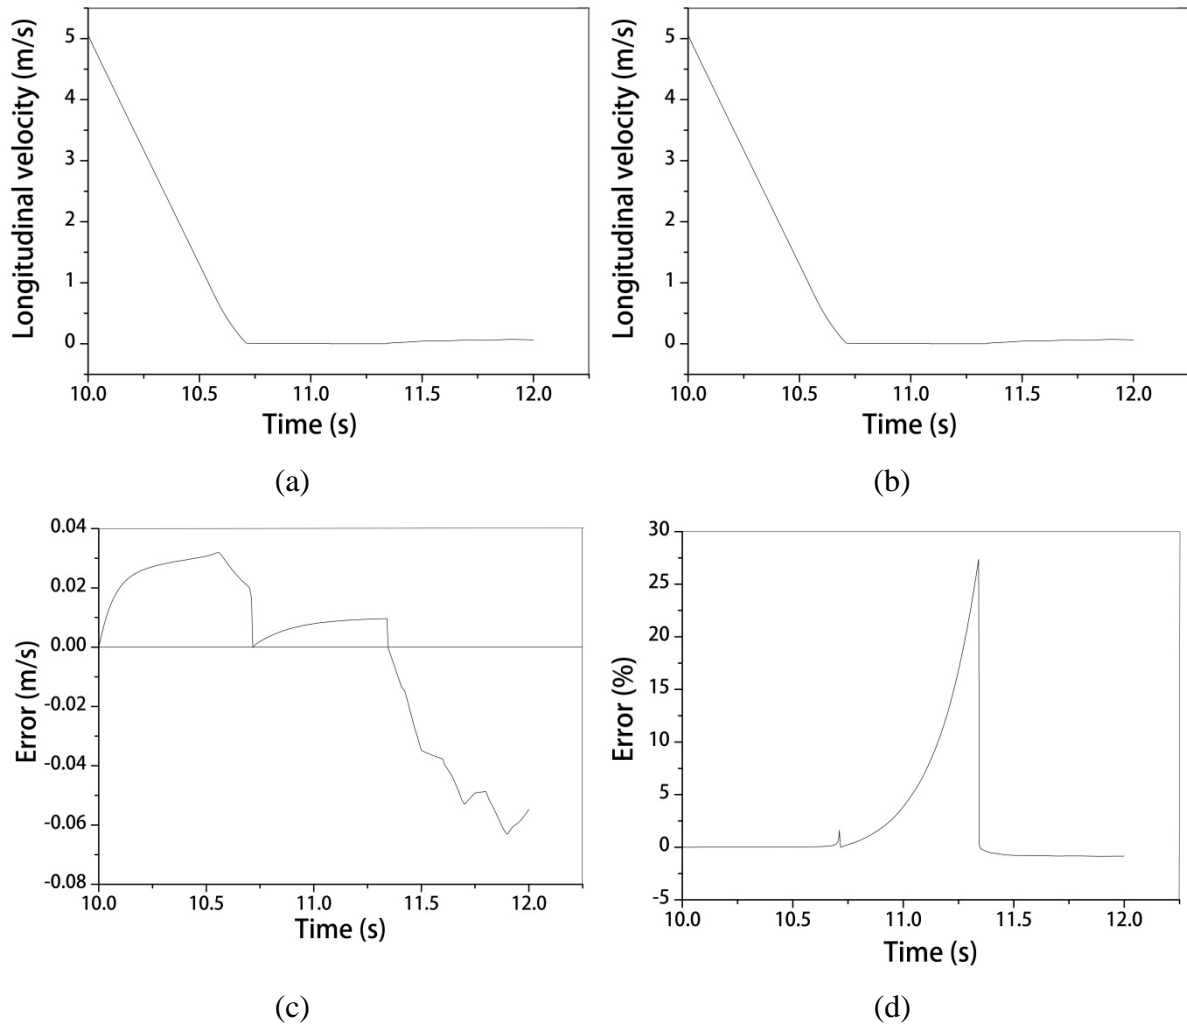 Longitudinal velocity (m/s)
5
4
3
2
1
0
10.0 10.5 11.0 11.5 12.0
Time (s)
(a)
Longitudinal velocity (m/s)
5
4
3
2
1
0
10.0 10.5 11.0 11.5 12.0
Time (s)
(b)
Error (m/s)
0.04
0.02
0.00
-0.02
-0.04
-0.06
-0.08
10.0 10.5 11.0 11.5 12.0
Time (s)
(c)
Error (%)
30
25
20
15
10
5
0
-5
10.0 10.5 11.0 11.5 12.0
Time (s)
(d)